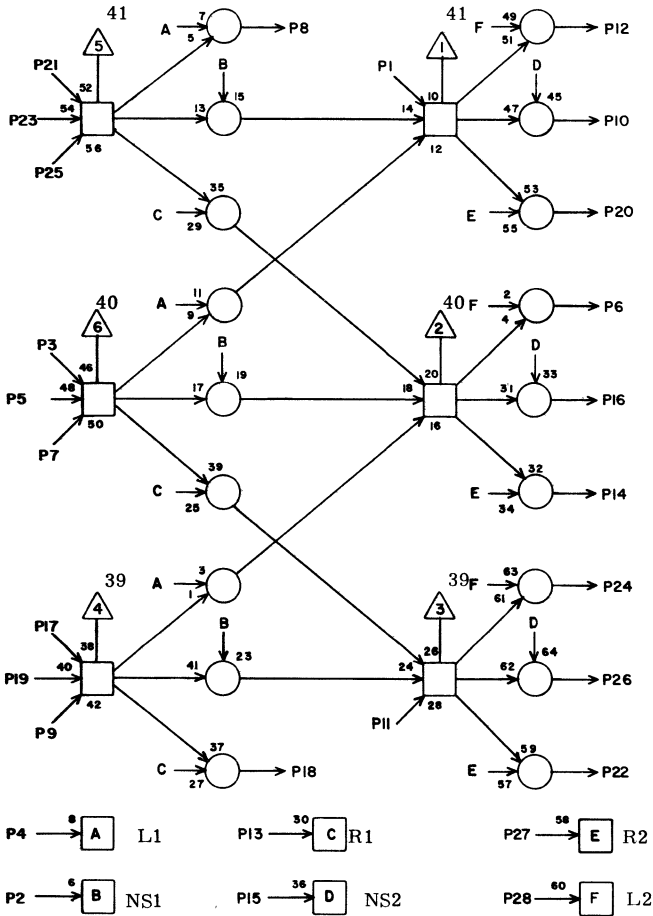 41 7 41 49
5 A 5 P8 1 F 51 P12
P21 52 B P1 10 D
P23 54 13 15 14 47 45 P10
56 12
P25
35 53
C 29 E 55 P20
40 11 40 2
6 A 9 2 F 4 P6
P3 46 B 20 D
P5 48 17 19 18 31 33 P16
50 16
P7
39 32
C 25 E 34 P14
39 3 39 63
4 A 1 3 F 61 P24
P17 38 B 26 D
P19 40 41 23 24 62 64 P26
42 28
P9 P11
37 59
C 27 P18 E 57 P22
P4 8 A L1 P13 30 C R1 P27 58 E R2
P2 6 B NS1 P15 36 D NS2 P28 60 F L2